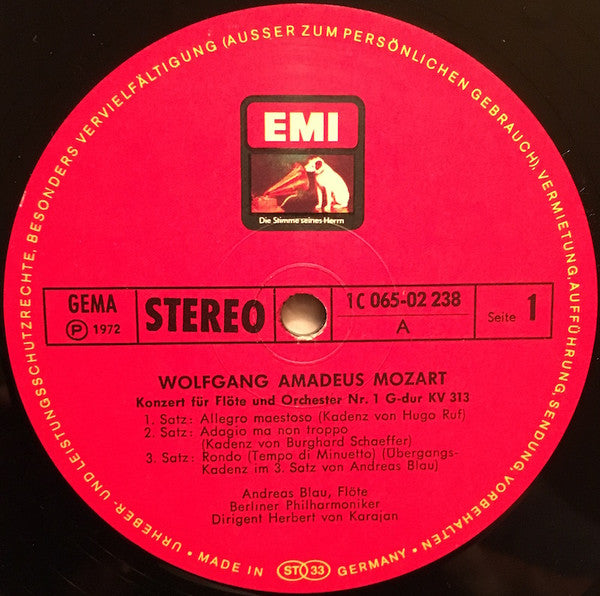 URHEBER- UND LEISTUNGSSCHUTZRECHTE, BESONDERS VERVIELFÄLTIGUNG (AUSSER ZUM PERSÖNLICHEN GEBRAUCH), VERMIETUNG, AUFFÜHRUNG, SENDUNG, VORBEHALTEN
EMI
Die Stimme seines Herrn
GEMA
℗ 1972
STEREO
1 C 065-02 238
A
Seite 1
WOLFGANG AMADEUS MOZART
Konzert für Flöte und Orchester Nr. 1 G-dur KV 313
1. Satz: Allegro maestoso (Kadenz von Hugo Ruf)
2. Satz: Adagio ma non troppo
(Kadenz von Burghard Schaeffer)
3. Satz: Rondo (Tempo di Minuetto) (Übergangs-
Kadenz im 3. Satz von Andreas Blau)
Andreas Blau, Flöte
Berliner Philharmoniker
Dirigent Herbert von Karajan
• MADE IN ST 33 GERMANY •